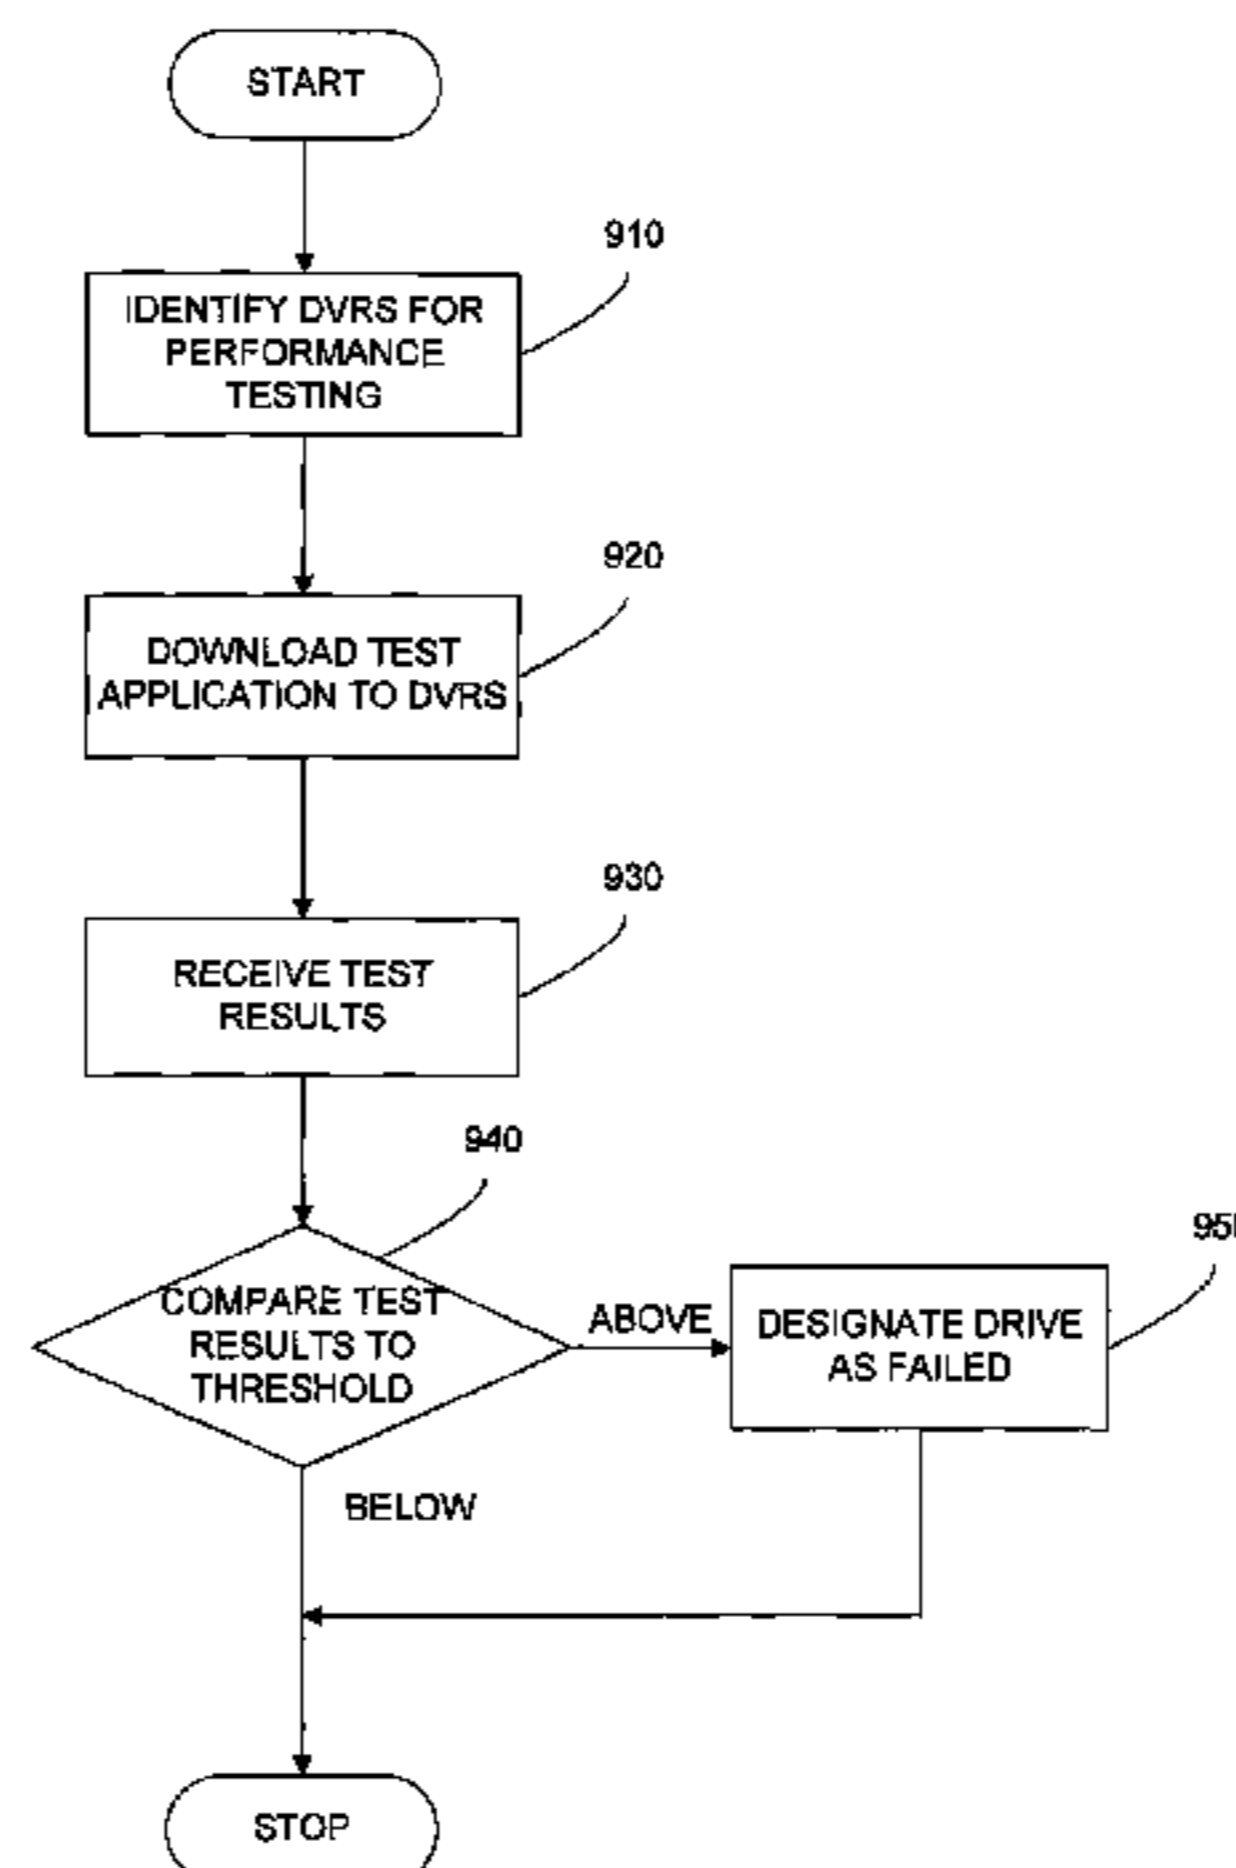 START
910
IDENTIFY DVRS FOR
PERFORMANCE
TESTING
920
DOWNLOAD TEST
APPLICATION TO DVRS
930
RECEIVE TEST
RESULTS
940
COMPARE TEST
RESULTS TO
THRESHOLD
ABOVE
DESIGNATE DRIVE
AS FAILED
BELOW
STOP